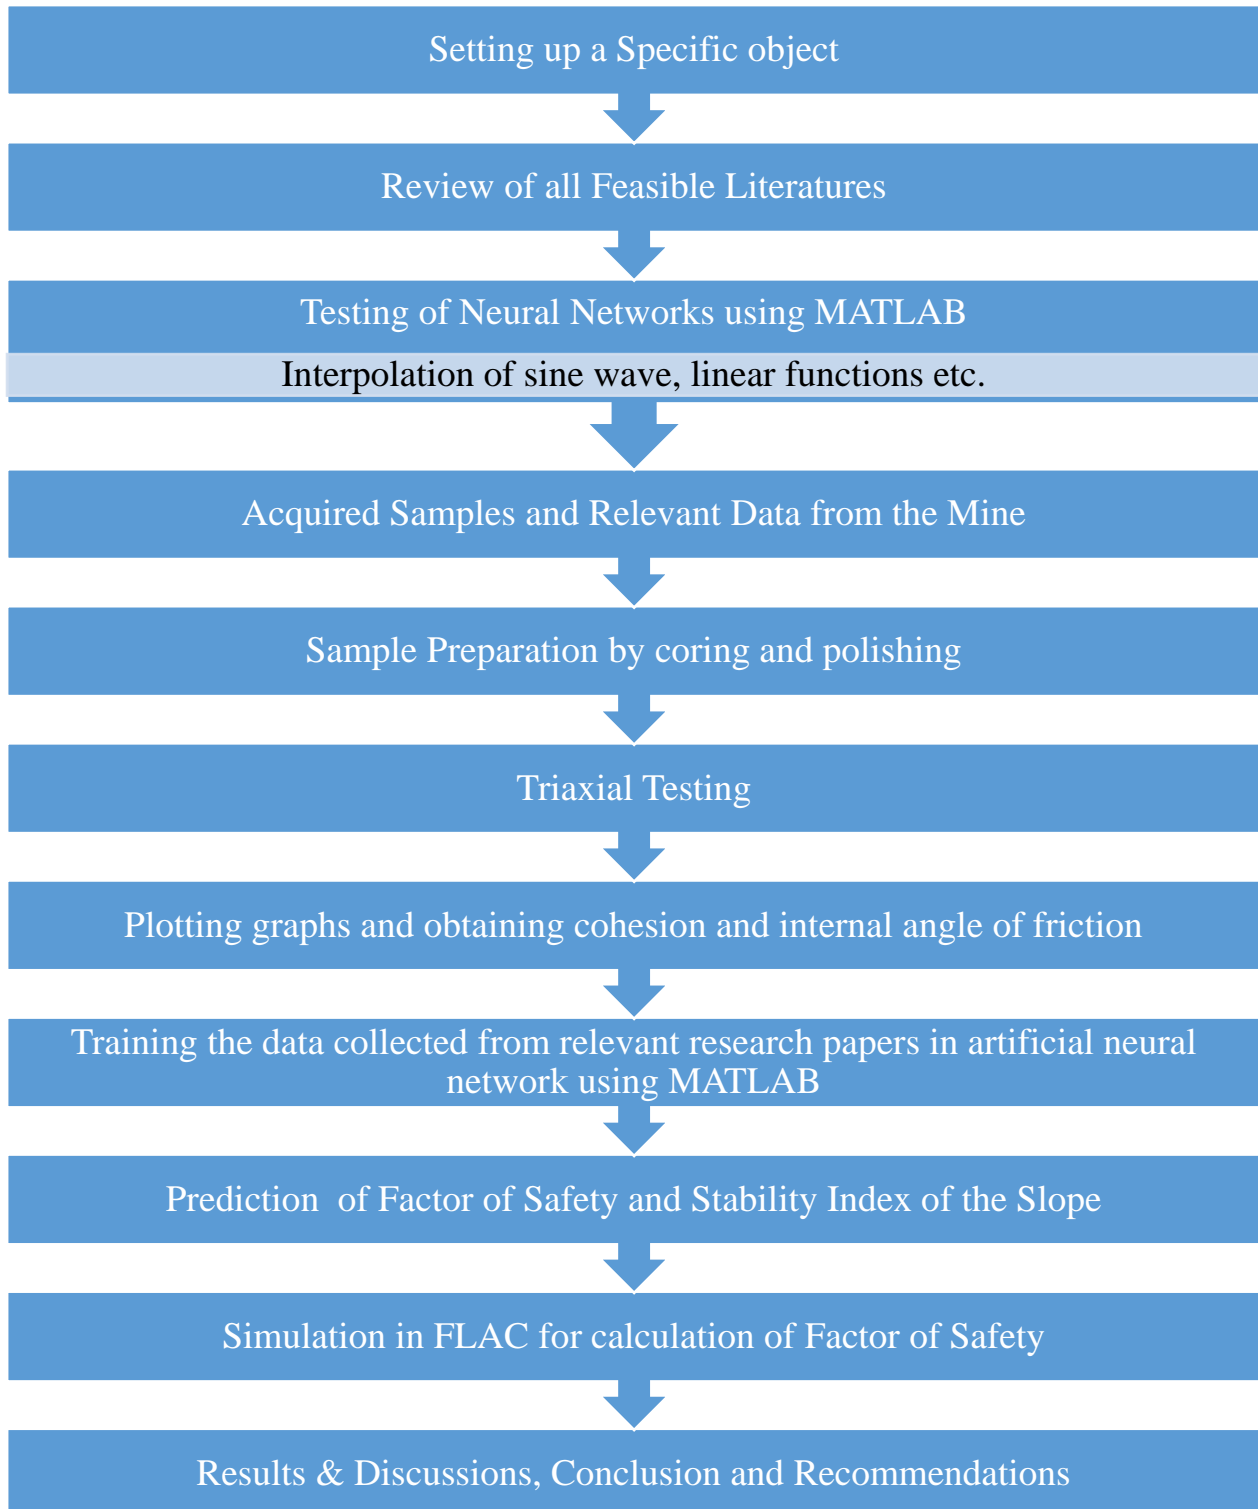 Setting up a Specific object
Review of all Feasible Literatures
Testing of Neural Networks using MATLAB
Interpolation of sine wave, linear functions etc.
Acquired Samples and Relevant Data from the Mine
Sample Preparation by coring and polishing
Triaxial Testing
Plotting graphs and obtaining cohesion and internal angle of friction
Training the data collected from relevant research papers in artificial neural
network using MATLAB
Prediction  of Factor of Safety and Stability Index of the Slope
Simulation in FLAC for calculation of Factor of Safety
Results & Discussions, Conclusion and Recommendations